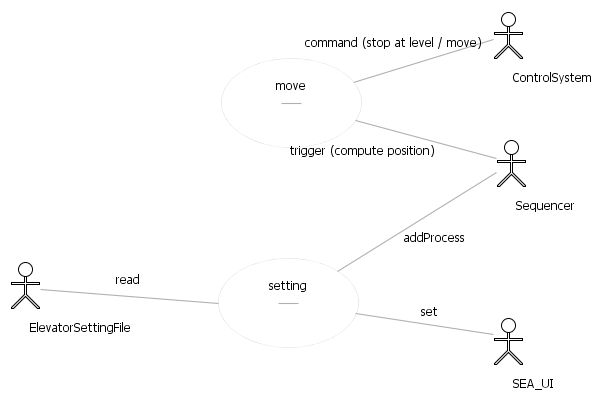 command (stop at level / move)
ControlSystem
move
trigger (compute position)
Sequencer
addProcess
read
setting
set
ElevatorSettingFile
SEA_UI